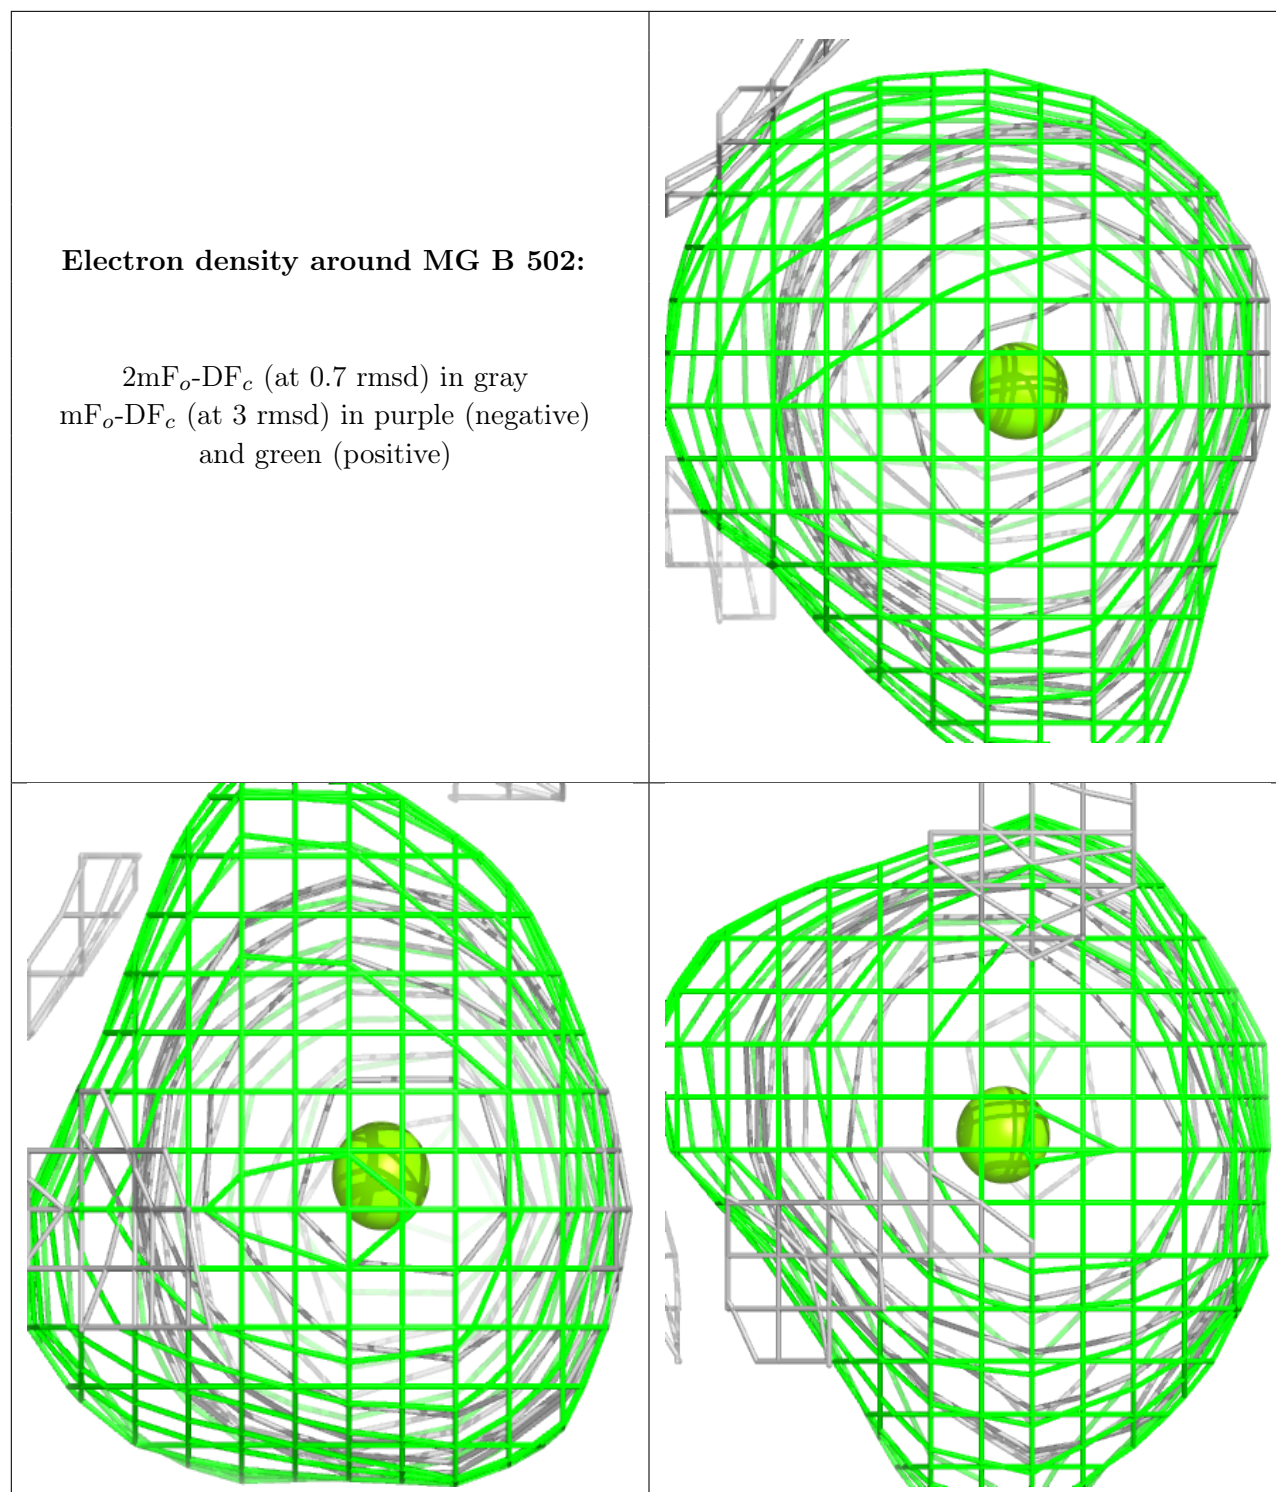 Electron density around MG B 502:
2mFo-DFc (at 0.7 rmsd) in gray
mFo-DFc (at 3 rmsd) in purple (negative)
and green (positive)